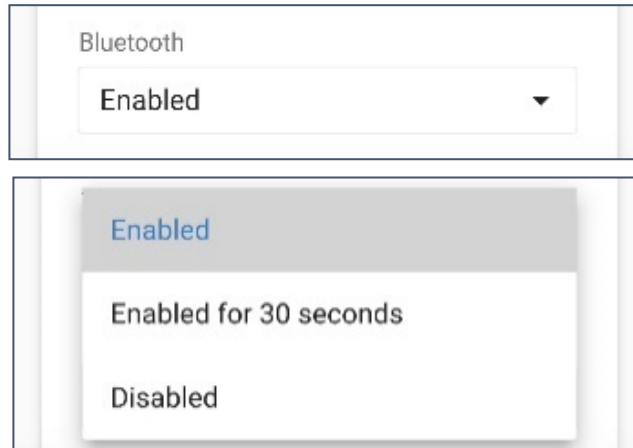 Bluetooth
Enabled
Enabled
Enabled for 30 seconds
Disabled